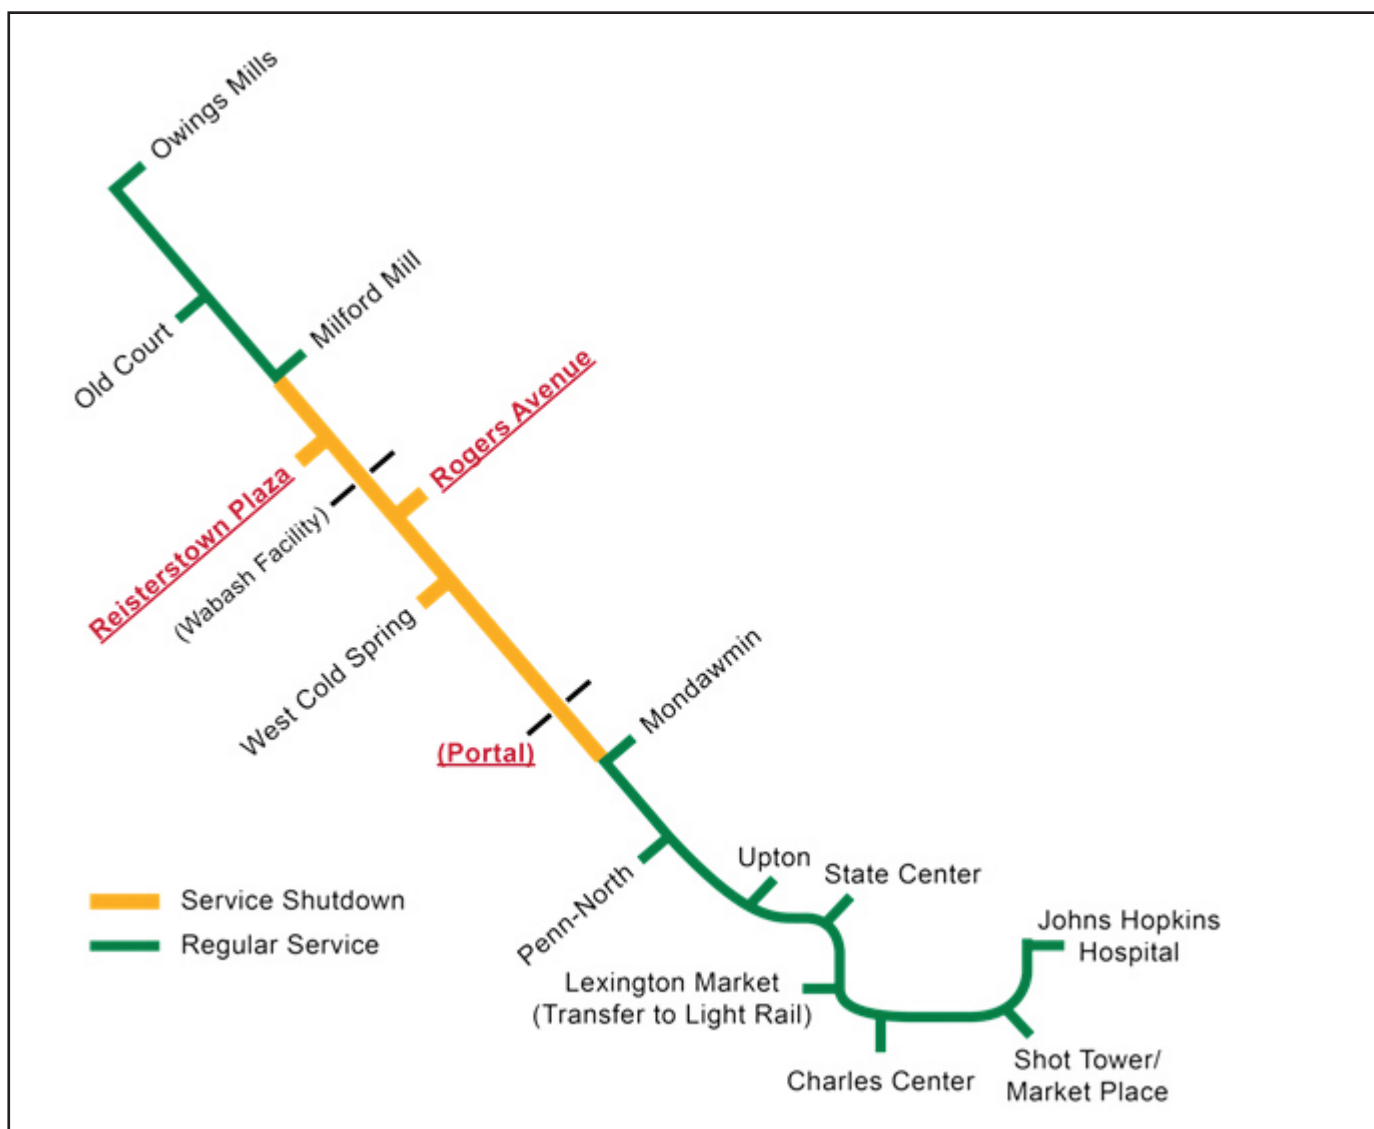 Owings Mills
Old Court
Milford Mill
Reisterstown Plaza
(Wabash Facility)
Rogers Avenue
West Cold Spring
(Portal)
Mondawmin
Penn-North
Upton
State Center
Lexington Market
(Transfer to Light Rail)
Charles Center
Shot Tower/
Market Place
Johns Hopkins
Hospital
Service Shutdown
Regular Service